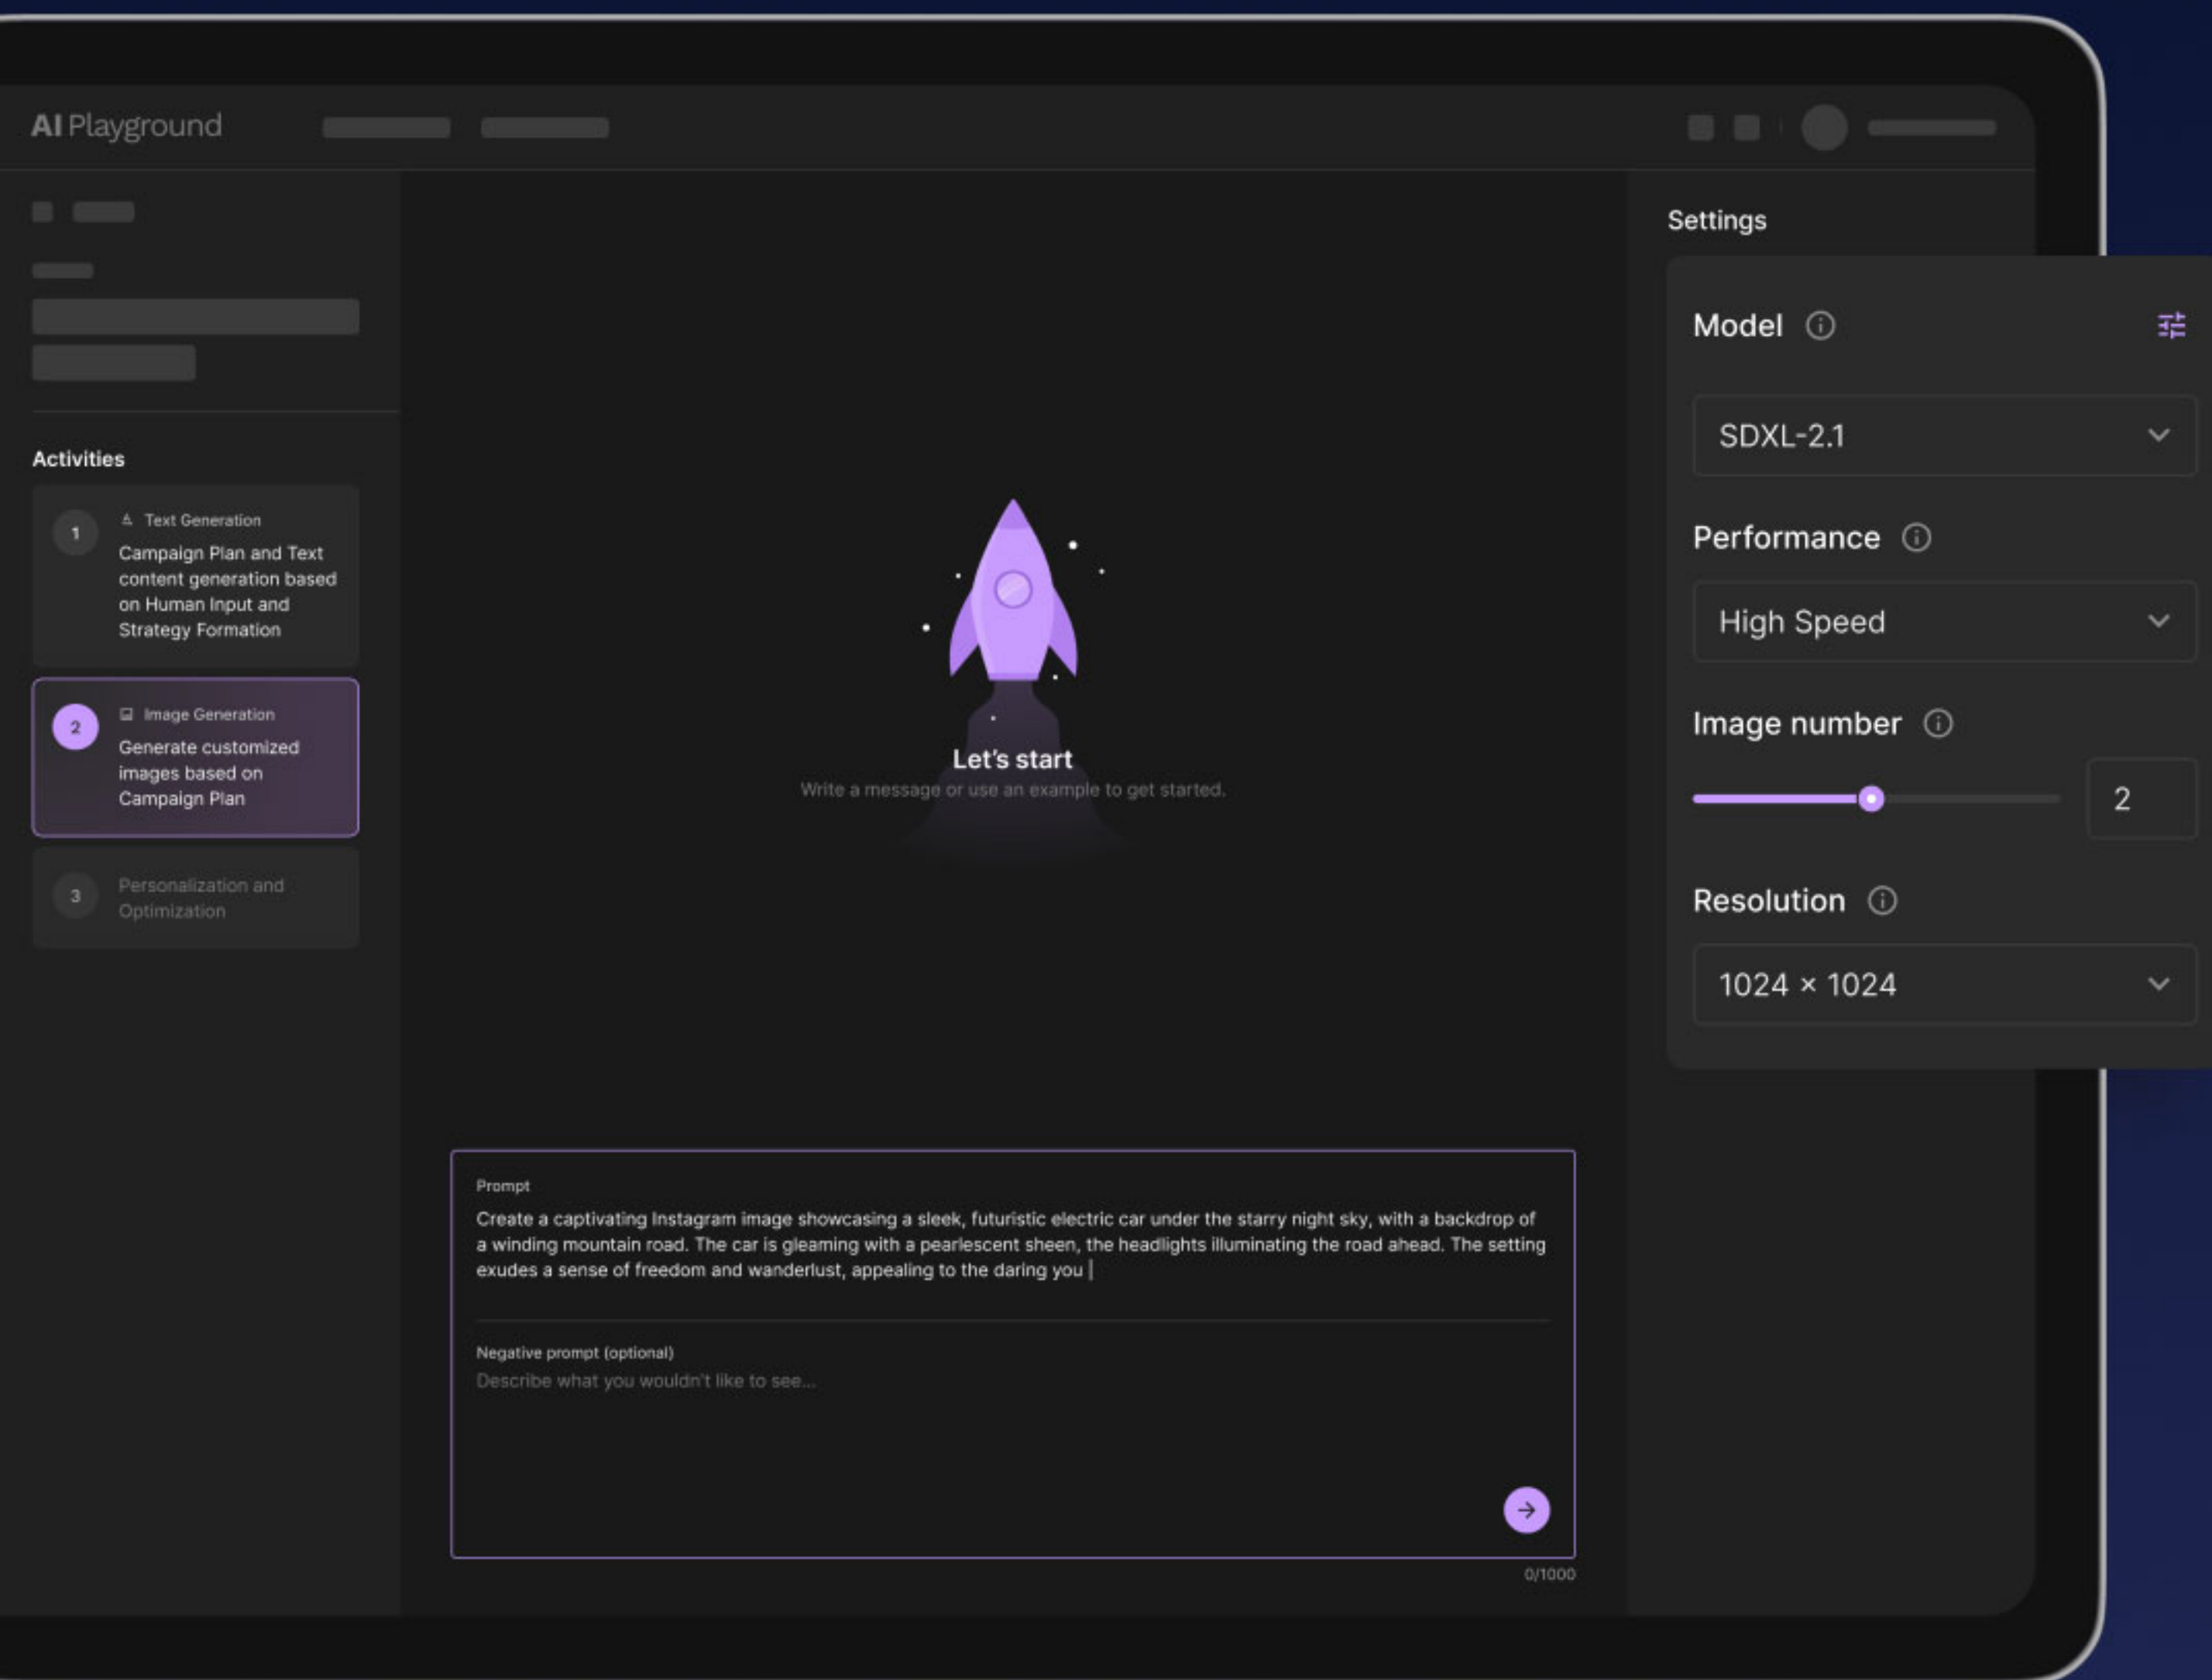 AI Playground
Activities
1
Text Generation
Campaign Plan and Text
content generation based
on Human Input and
Strategy Formation
2
Image Generation
Generate customized
images based on
Campaign Plan
3
Personalization and
Optimization
Let's start
Write a message or use an example to get started.
Prompt
Create a captivating Instagram image showcasing a sleek, futuristic electric car under the starry night sky, with a backdrop of
a winding mountain road. The car is gleaming with a pearlescent sheen, the headlights illuminating the road ahead. The setting
exudes a sense of freedom and wanderlust, appealing to the daring you
Negative prompt (optional)
Describe what you wouldn't like to see...
0/1000
Settings
Model
SDXL-2.1
Performance
High Speed
Image number
2
Resolution
1024 × 1024